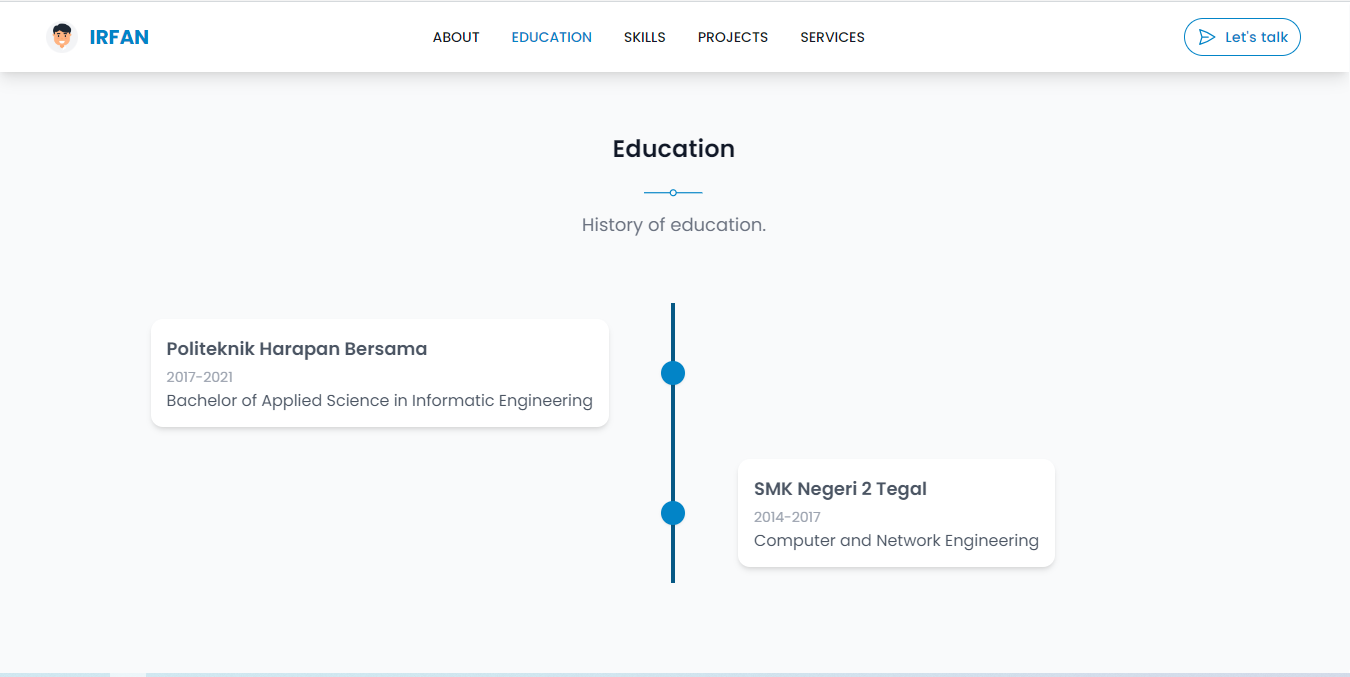 IRFAN
ABOUT
EDUCATION
SKILLS
PROJECTS
SERVICES
Let's talk
Education
History of education.
Politeknik Harapan Bersama
2017-2021
Bachelor of Applied Science in Informatic Engineering
SMK Negeri 2 Tegal
2014-2017
Computer and Network Engineering